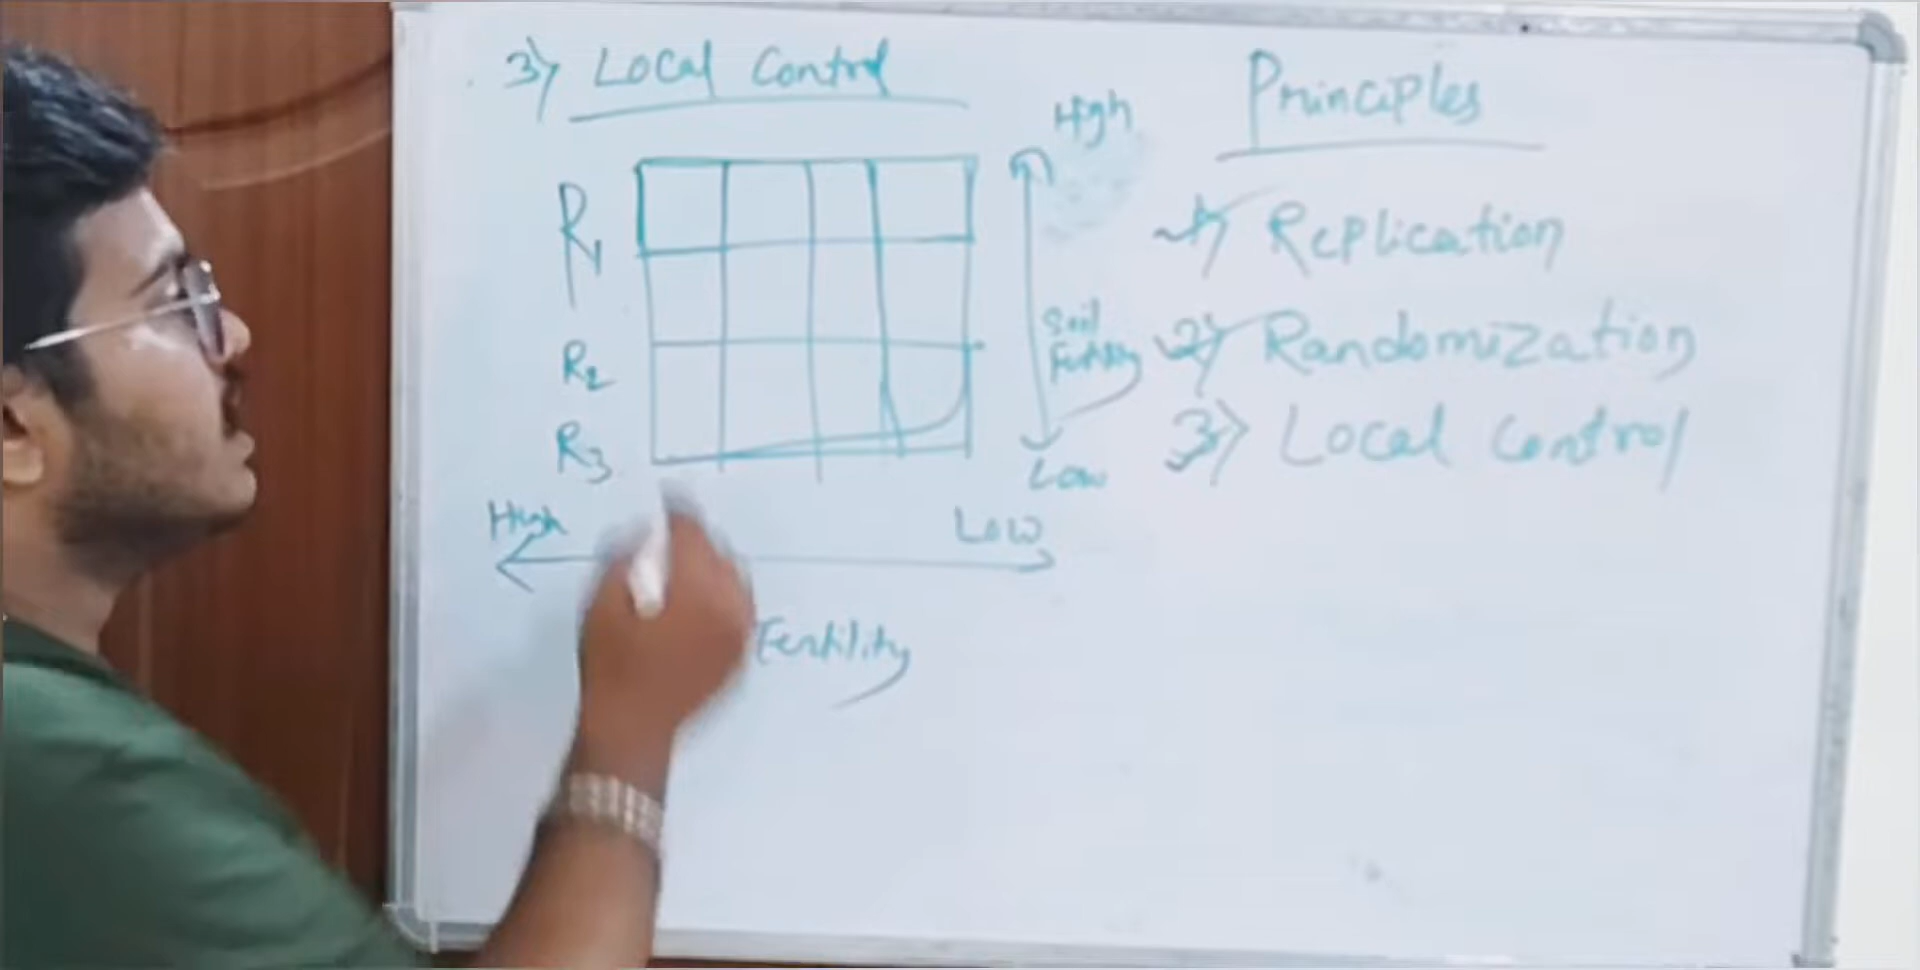 3) Local Control
High
R1
R2
R3
Soil
Fertility
Low
High
Low
Fertility
Principles
1) Replication
2) Randomization
3) Local Control